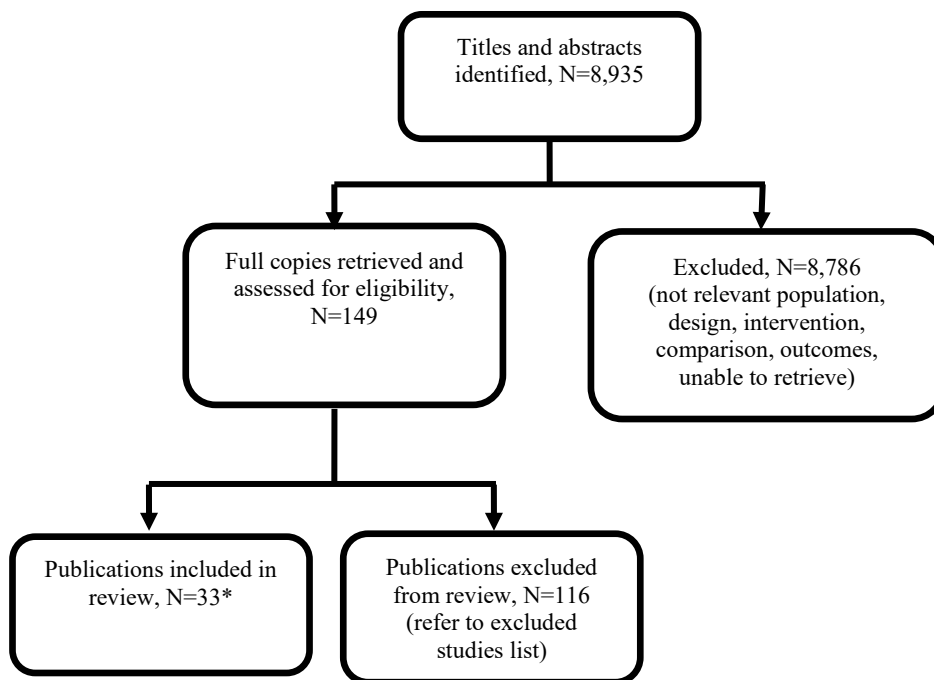 Titles and abstracts
identified, N=8,935
Full copies retrieved and
assessed for eligibility,
N=149
Excluded, N=8,786
(not relevant population,
design, intervention,
comparison, outcomes,
unable to retrieve)
Publications included in
review, N=33*
Publications excluded
from review, N=116
(refer to excluded
studies list)